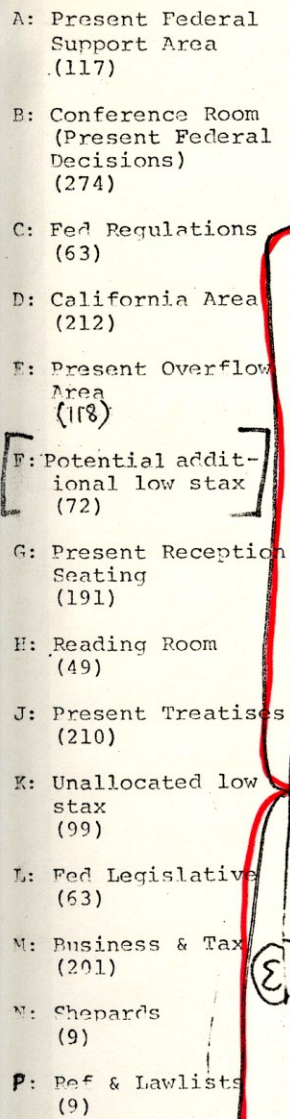 A: Present Federal
Support Area
(117)
B: Conference Room
(Present Federal
Decisions)
(274)
C: Fed Regulations
(63)
D: California Area
(212)
E: Present Overflow
Area
(118)
[F: Potential addit-]
ional low stax
(72)
G: Present Reception
Seating
(191)
H: Reading Room
(49)
J: Present Treatises
(210)
K: Unallocated low
stax
(99)
L: Fed Legislative
(63)
M: Business & Tax
(201)
3
N: Shepards
(9)
P: Ref & Lawlists
(9)